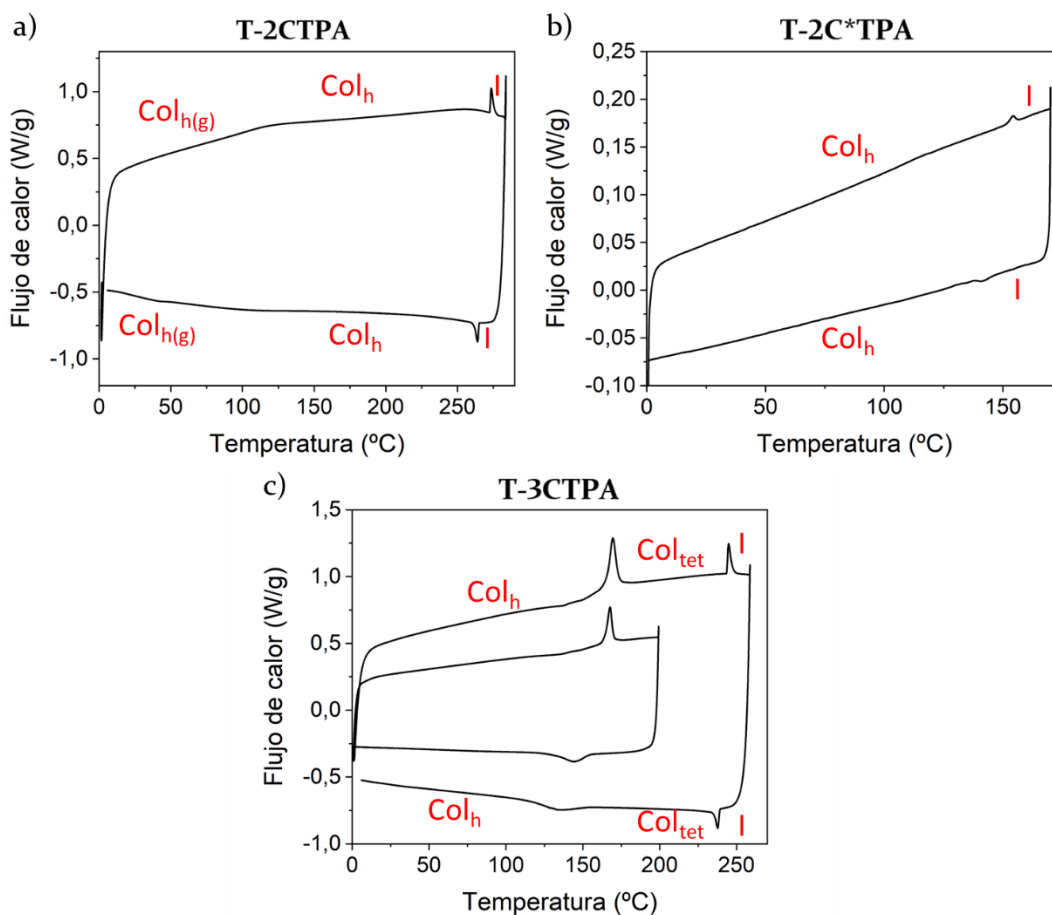 a)
T-2CTPA
Flujo de calor (W/g)
1,0
0,5
0,0
-0,5
-1,0
Col_h(g)
Col_h
I
Col_h(g)
Col_h
I
0 50 100 150 200 250
Temperatura (ºC)
b)
T-2C*TPA
Flujo de calor (W/g)
0,25
0,20
0,15
0,10
0,05
0,00
-0,05
-0,10
Col_h
I
Col_h
I
0 50 100 150
Temperatura (ºC)
c)
T-3CTPA
Flujo de calor (W/g)
1,5
1,0
0,5
0,0
-0,5
-1,0
Col_h
Col_tet
I
Col_h
Col_tet
I
0 50 100 150 200 250
Temperatura (ºC)